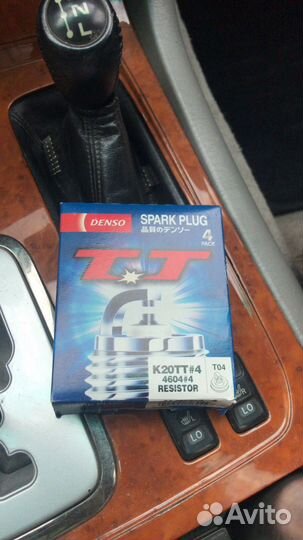 N
L
DENSO
SPARK PLUG
品質のデンソー
4
PACK
TT
K20TT#4
4604#4
RESISTOR
T04
LO
LO
Avito